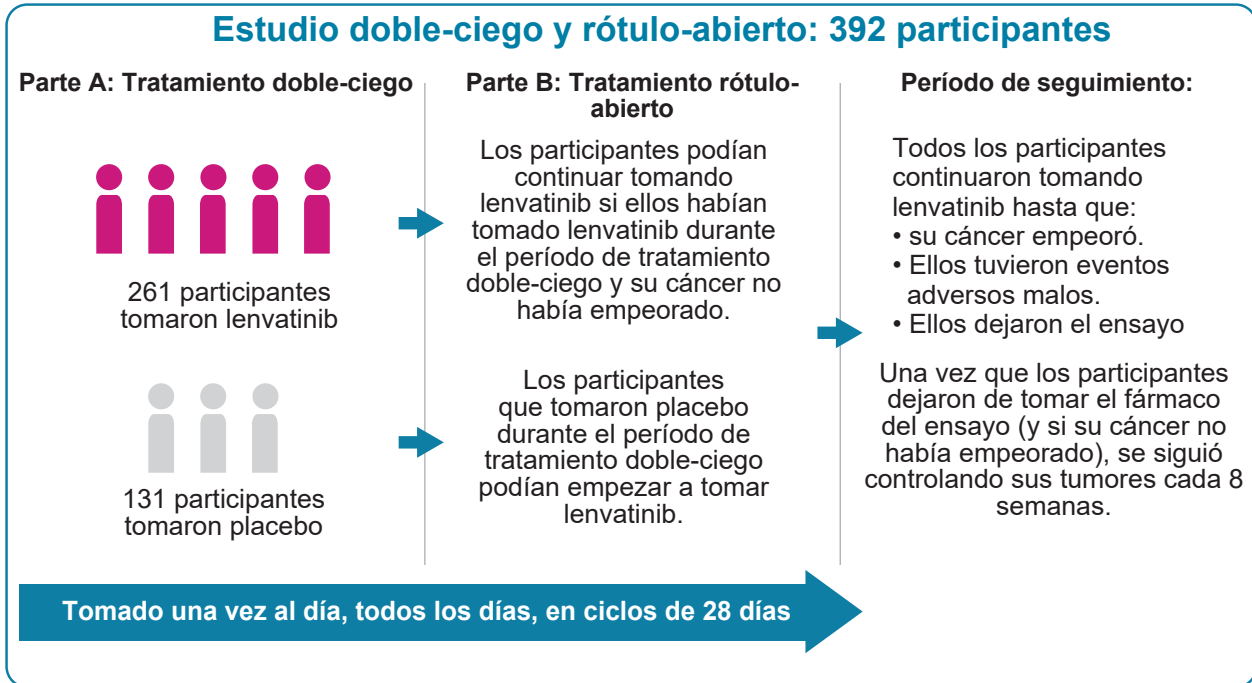 Estudio doble-ciego y rótulo-abierto: 392 participantes
Parte A: Tratamiento doble-ciego
261 participantes
tomaron lenvatinib
131 participantes
tomaron placebo
Parte B: Tratamiento rótulo-
abierto
Los participantes podían
continuar tomando
lenvatinib si ellos habían
tomado lenvatinib durante
el período de tratamiento
doble-ciego y su cáncer no
había empeorado.
Los participantes
que tomaron placebo
durante el período de
tratamiento doble-ciego
podían empezar a tomar
lenvatinib.
Período de seguimiento:
Todos los participantes
continuaron tomando
lenvatinib hasta que:
• su cáncer empeoró.
• Ellos tuvieron eventos
adversos malos.
• Ellos dejaron el ensayo
Una vez que los participantes
dejaron de tomar el fármaco
del ensayo (y si su cáncer no
había empeorado), se siguió
controlando sus tumores cada 8
semanas.
Tomado una vez al día, todos los días, en ciclos de 28 días